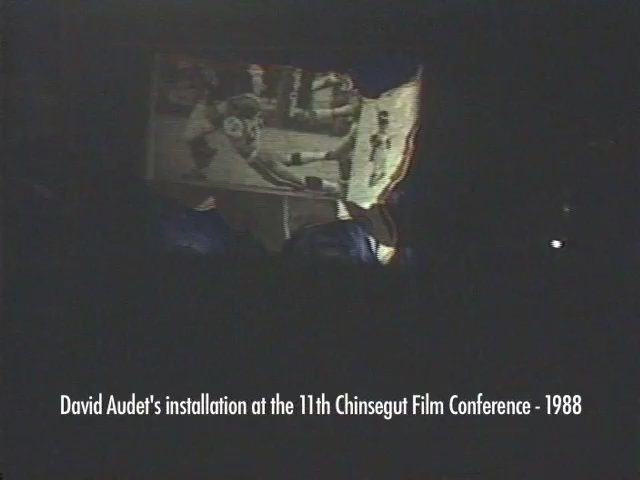 David Audet's installation at the 11th Chinsegut Film Conference - 1988